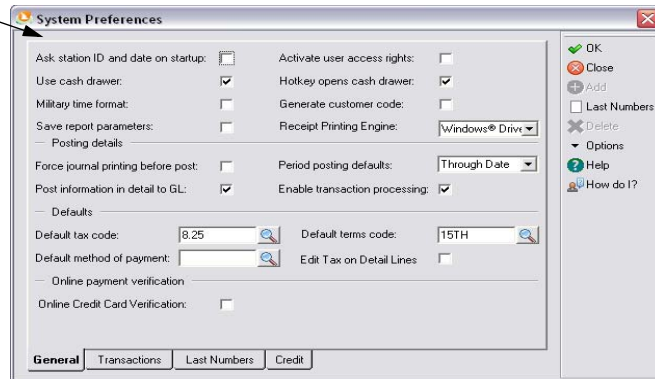 System Preferences
Ask station ID and date on startup: Activate user access rights:
Use cash drawer: Hotkey opens cash drawer:
Military time format: Generate customer code:
Save report parameters: Receipt Printing Engine: Windows® Drive
Posting details
Force journal printing before post: Period posting defaults: Through Date
Post information in detail to GL: Enable transaction processing:
Defaults
Default tax code: 8.25 Default terms code: 15TH
Default method of payment: Edit Tax on Detail Lines
Online payment verification
Online Credit Card Verification:
General Transactions Last Numbers Credit
OK
Close
Add
Last Numbers
Delete
Options
Help
How do I?